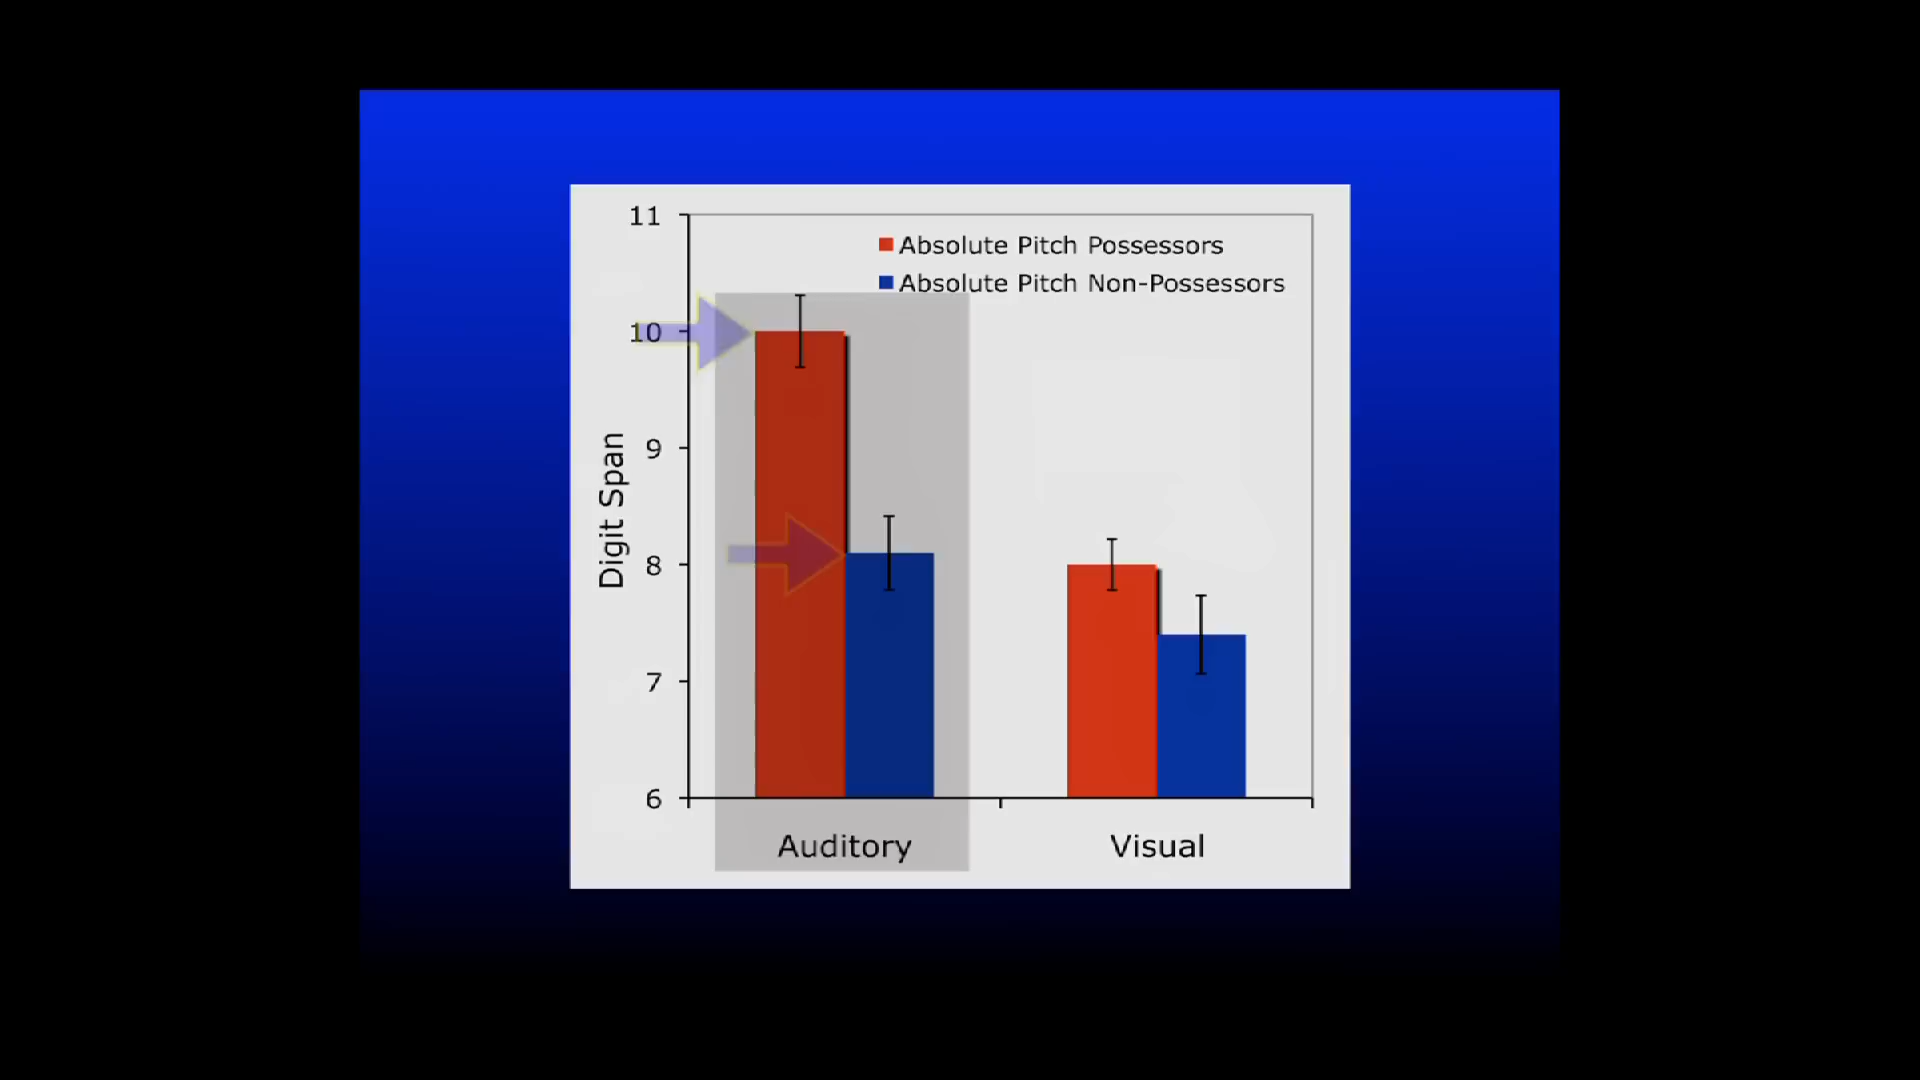 11
Absolute Pitch Possessors
Absolute Pitch Non-Possessors
10
9
Digit Span
8
7
6
Auditory
Visual